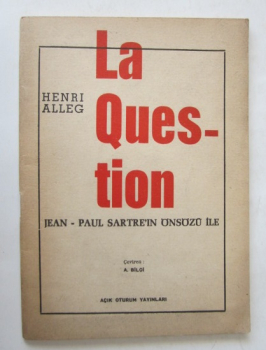 La
HENRI
ALLEG
Ques-
tion
JEAN - PAUL SARTRE'IN ÖNSÖZÜ İLE
Çeviren :
A. BİLGİ
AÇIK OTURUM YAYINLARI